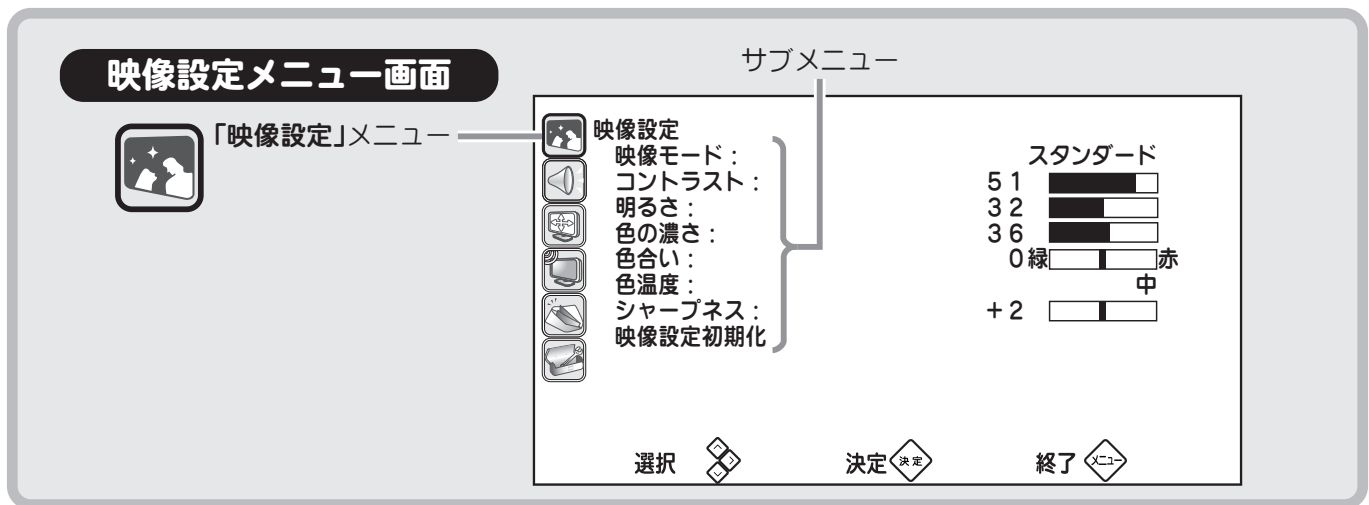 映像設定メニュー画面
サブメニュー
「映像設定」メニュー
映像設定
映像モード: スタンダード
コントラスト: 51
明るさ: 32
色の濃さ: 36
色合い: 0 緑 赤
色温度: 中
シャープネス: +2
映像設定初期化
選択 決定 決定 終了 メニュー